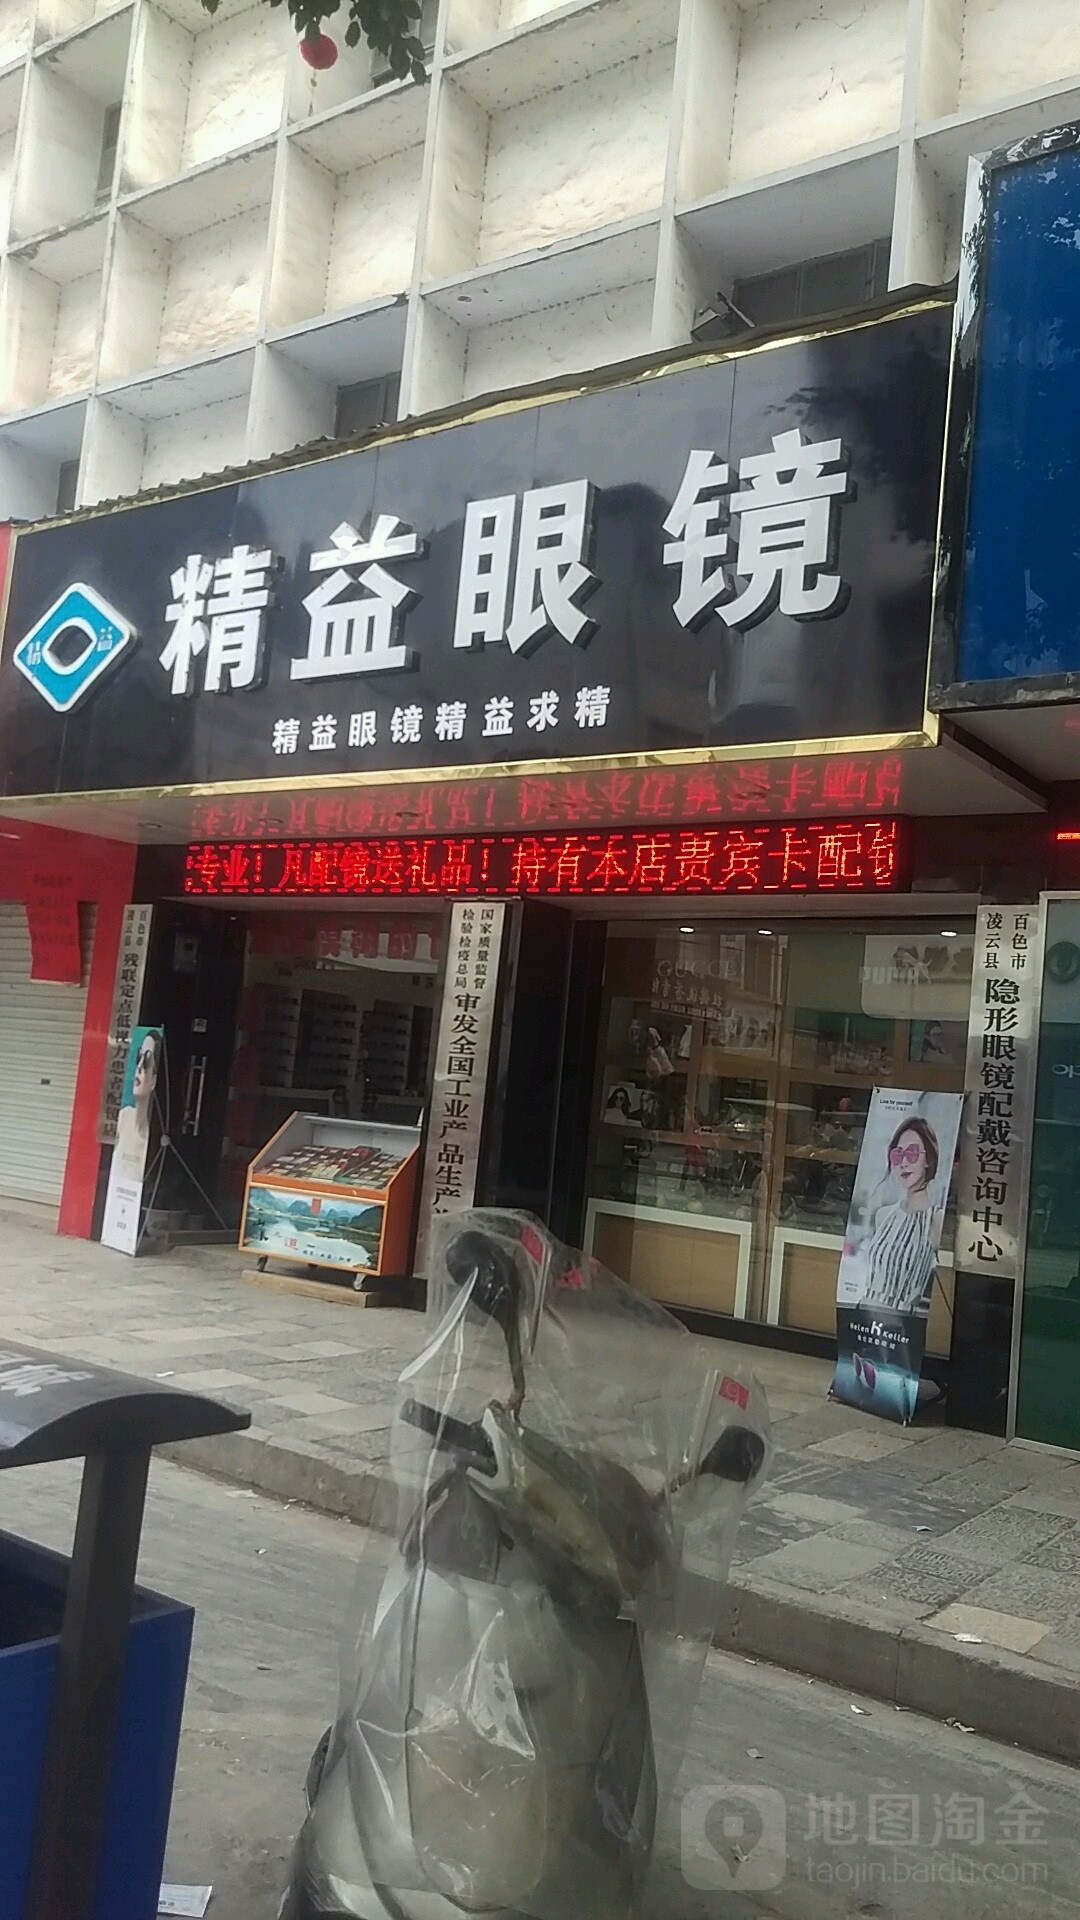 精益眼镜
精益
精益眼镜精益求精
专业！凡配镜送礼品！持有本店贵宾卡配镜
百色市
凌云县
残联定点低视力患者配镜店
国家质量监督
检验检疫总局
审发全国工业产品生产
百色市
凌云县
隐形眼镜配戴咨询中心
GUCCI
PUMA
Helen Keller
地图淘金
taojin.baidu.com